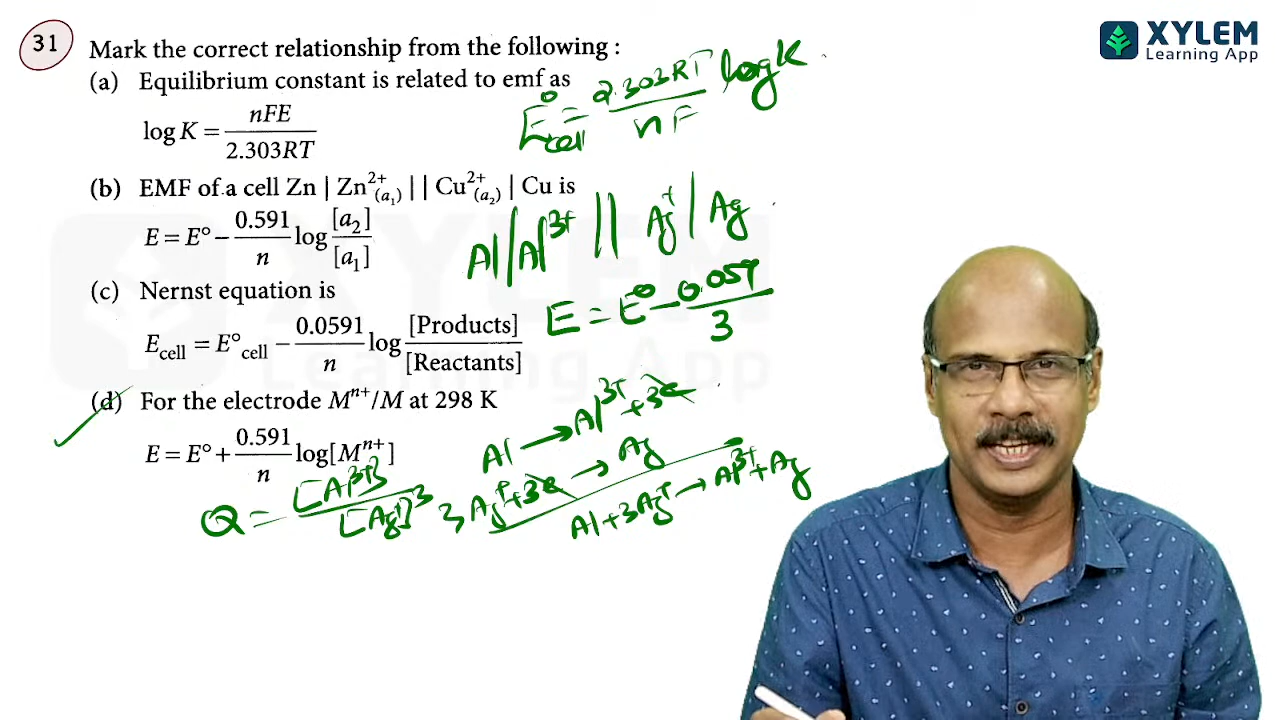 31
XYLEM
Learning App
Mark the correct relationship from the following :
(a) Equilibrium constant is related to emf as
log K = nFE / 2.303RT
E°cell = 2.303RT / nF log K
(b) EMF of a cell Zn | Zn²⁺(a₁) | | Cu²⁺(a₂) | Cu is
E = E° − 0.591 / n log [a₂] / [a₁]
Al | Al³⁺ || Ag⁺ | Ag
(c) Nernst equation is
E = E° − 0.059 / 3
Ecell = E°cell − 0.0591 / n log [Products] / [Reactants]
(d) For the electrode Mⁿ⁺/M at 298 K
E = E° + 0.591 / n log[Mⁿ⁺]
Al → Al³⁺ + 3e
3Ag⁺ + 3e → Ag
Al + 3Ag⁺ → Al³⁺ + Ag
Q = [Al³⁺] / [Ag⁺]³
XYLEM
Learning App